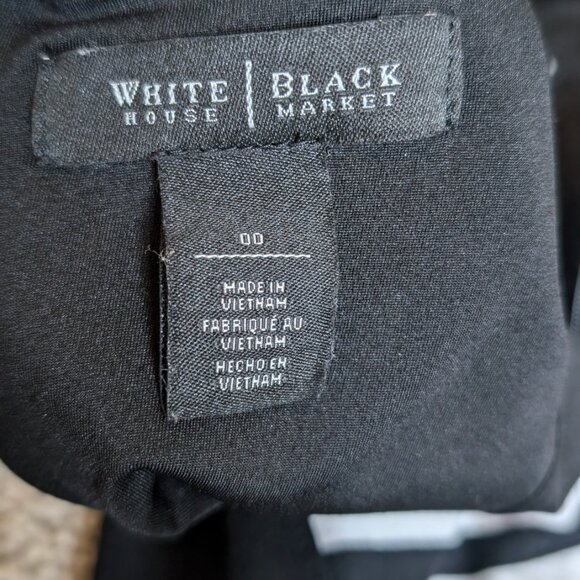 WHITE | BLACK
HOUSE | MARKET
00
MADE IN
VIETNAM
FABRIQUÉ AU
VIETNAM
HECHO EN
VIETNAM